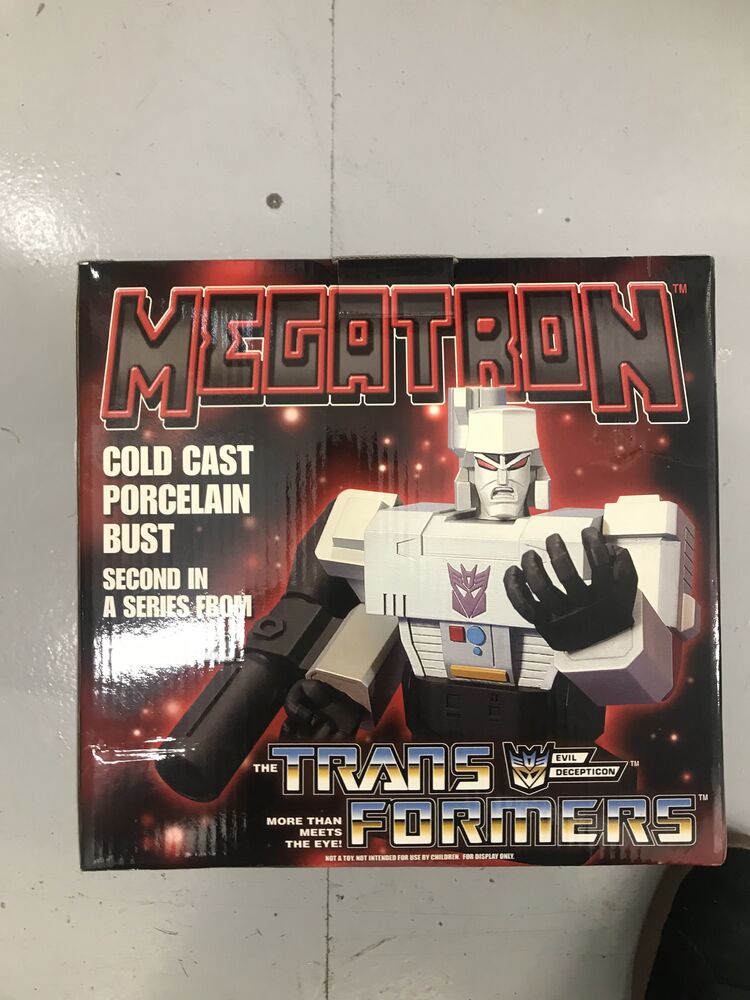 MEGATRON™
COLD CAST
PORCELAIN
BUST
SECOND IN
A SERIES FROM
THE TRANS
FORMERS™
EVIL
DECEPTICON™
MORE THAN
MEETS
THE EYE!
NOT A TOY. NOT INTENDED FOR USE BY CHILDREN. FOR DISPLAY ONLY.